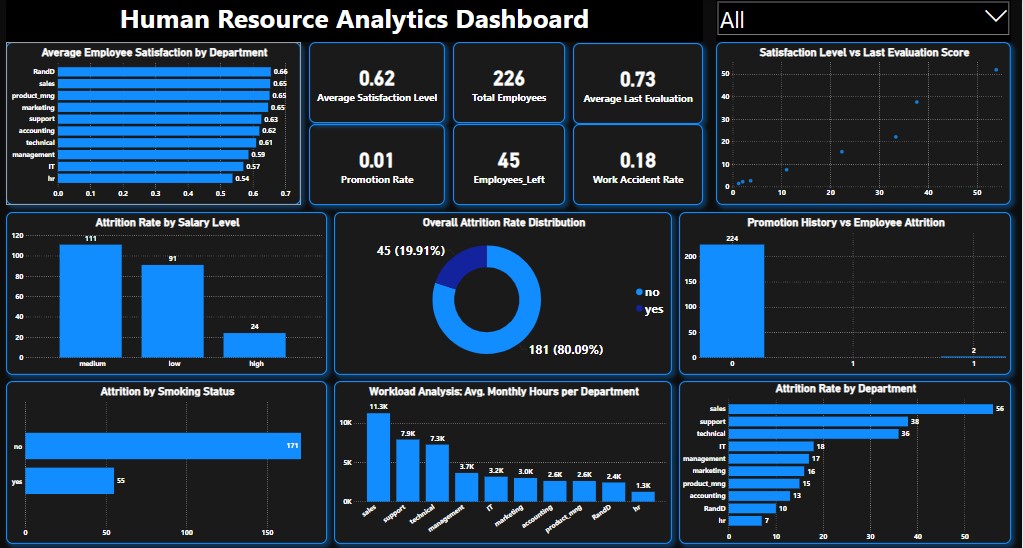 Human Resource Analytics Dashboard
All
Average Employee Satisfaction by Department
RandD 0.66
sales 0.65
product_mng 0.65
marketing 0.65
support 0.63
accounting 0.62
technical 0.61
management 0.59
IT 0.57
hr 0.54
0.0 0.1 0.2 0.3 0.4 0.5 0.6 0.7
0.62
Average Satisfaction Level
226
Total Employees
0.73
Average Last Evaluation
0.01
Promotion Rate
45
Employees_Left
0.18
Work Accident Rate
Satisfaction Level vs Last Evaluation Score
50
40
30
20
10
0
0 10 20 30 40 50
Attrition Rate by Salary Level
120
100
80
60
40
20
0
111
91
24
medium low high
Overall Attrition Rate Distribution
45 (19.91%)
no
yes
181 (80.09%)
Promotion History vs Employee Attrition
200
150
100
50
0
224
2
0 1 1
Attrition by Smoking Status
no 171
yes 55
0 50 100 150
Workload Analysis: Avg. Monthly Hours per Department
10K
5K
0K
11.3K 7.9K 7.3K 3.7K 3.2K 3.0K 2.6K 2.6K 2.4K 1.3K
sales support technical management IT marketing accounting product_mng RandD hr
Attrition Rate by Department
sales 56
support 38
technical 36
IT 18
management 17
marketing 16
product_mng 15
accounting 13
RandD 10
hr 7
0 10 20 30 40 50